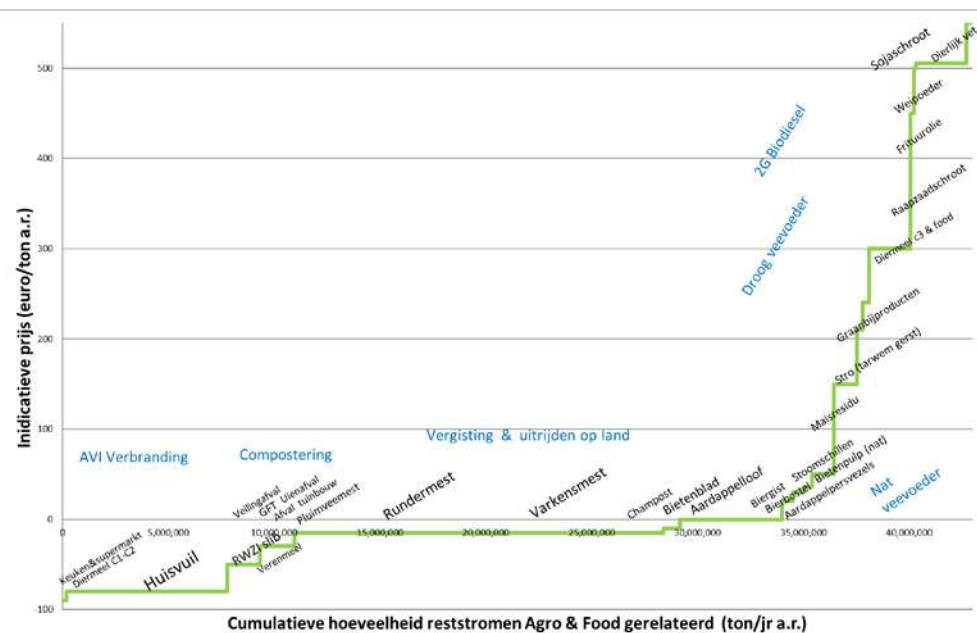 Inidicatieve prijs (euro/ton a.r.)
500
400
300
200
100
0
-100
Sojaschroot
Dierlijk vet
Weipoeder
Frituurolie
2G Biodiesel
Raapzaadschroot
Droog veevoeder
Diermeel c3 & food
Graanbijproducten
Stro (tarwem gerst)
Maisresidu
AVI Verbranding
Compostering
Vergisting & uitrijden op land
Nat veevoeder
Keuken&supermarkt
Diermeel C1-C2
Huisvuil
Veilingafval
GFT Uienafval
Afval tuinbouw
Pluimveemest
RWZI slib
Verenmeel
Rundermest
Varkensmest
Champost
Bietenblad
Aardappelloof
Biergist
Bierbostel
Stoomschillen
Bietenpulp (nat)
Aardappelpersvezels
0
5,000,000
10,000,000
15,000,000
20,000,000
25,000,000
30,000,000
35,000,000
40,000,000
Cumulatieve hoeveelheid reststromen Agro & Food gerelateerd (ton/jr a.r.)